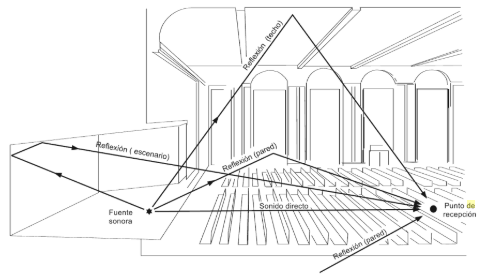 Reflexión (techo)
Reflexión ( escenario)
Reflexión (pared)
Fuente
sonora
Sonido directo
Punto de
recepción
Reflexión (pared)